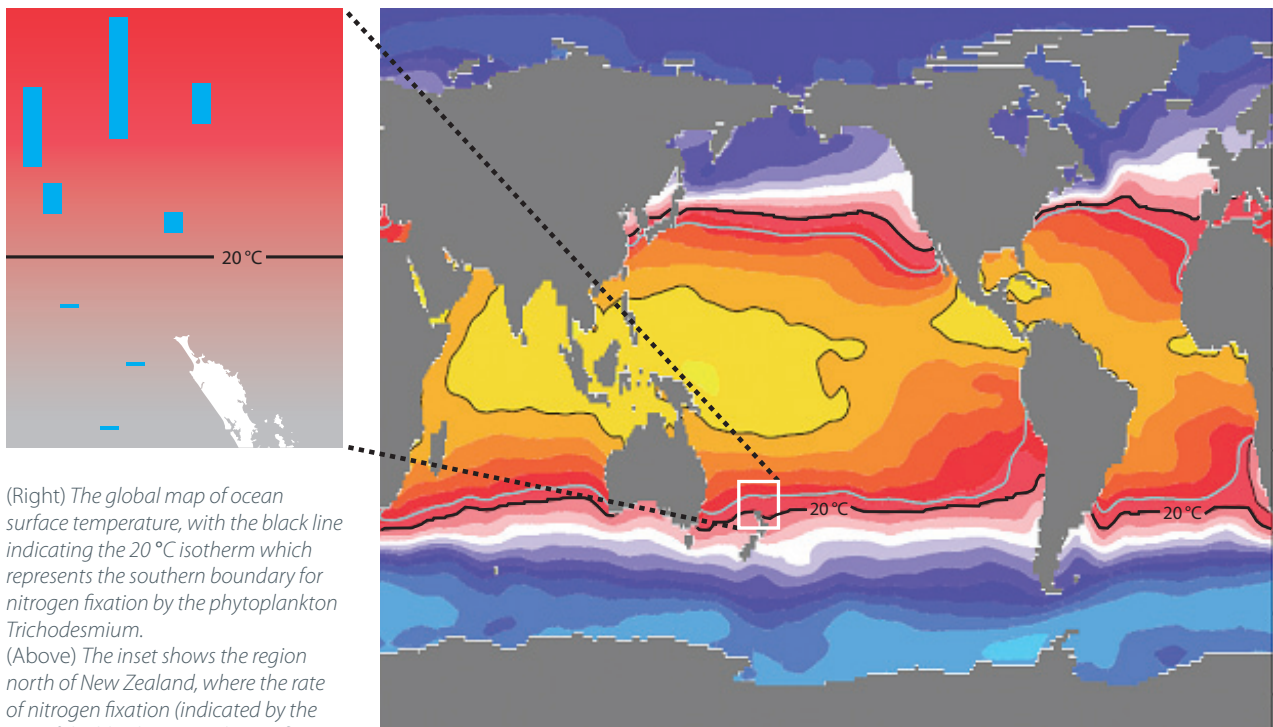 20 °C
20 °C
20 °C
(Right) The global map of ocean
surface temperature, with the black line
indicating the 20 °C isotherm which
represents the southern boundary for
nitrogen fixation by the phytoplankton
Trichodesmium.
(Above) The inset shows the region
north of New Zealand, where the rate
of nitrogen fixation (indicated by the